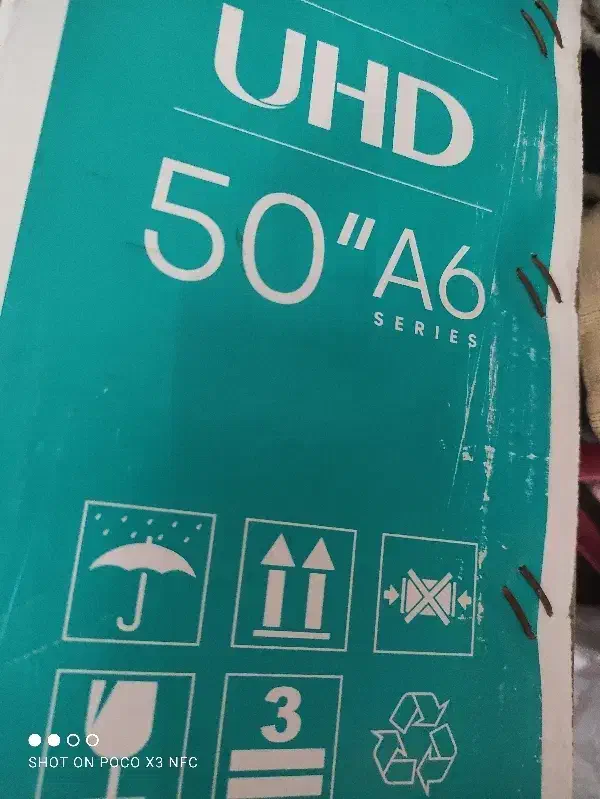 UHD
50" A6
SERIES
3
SHOT ON POCO X3 NFC